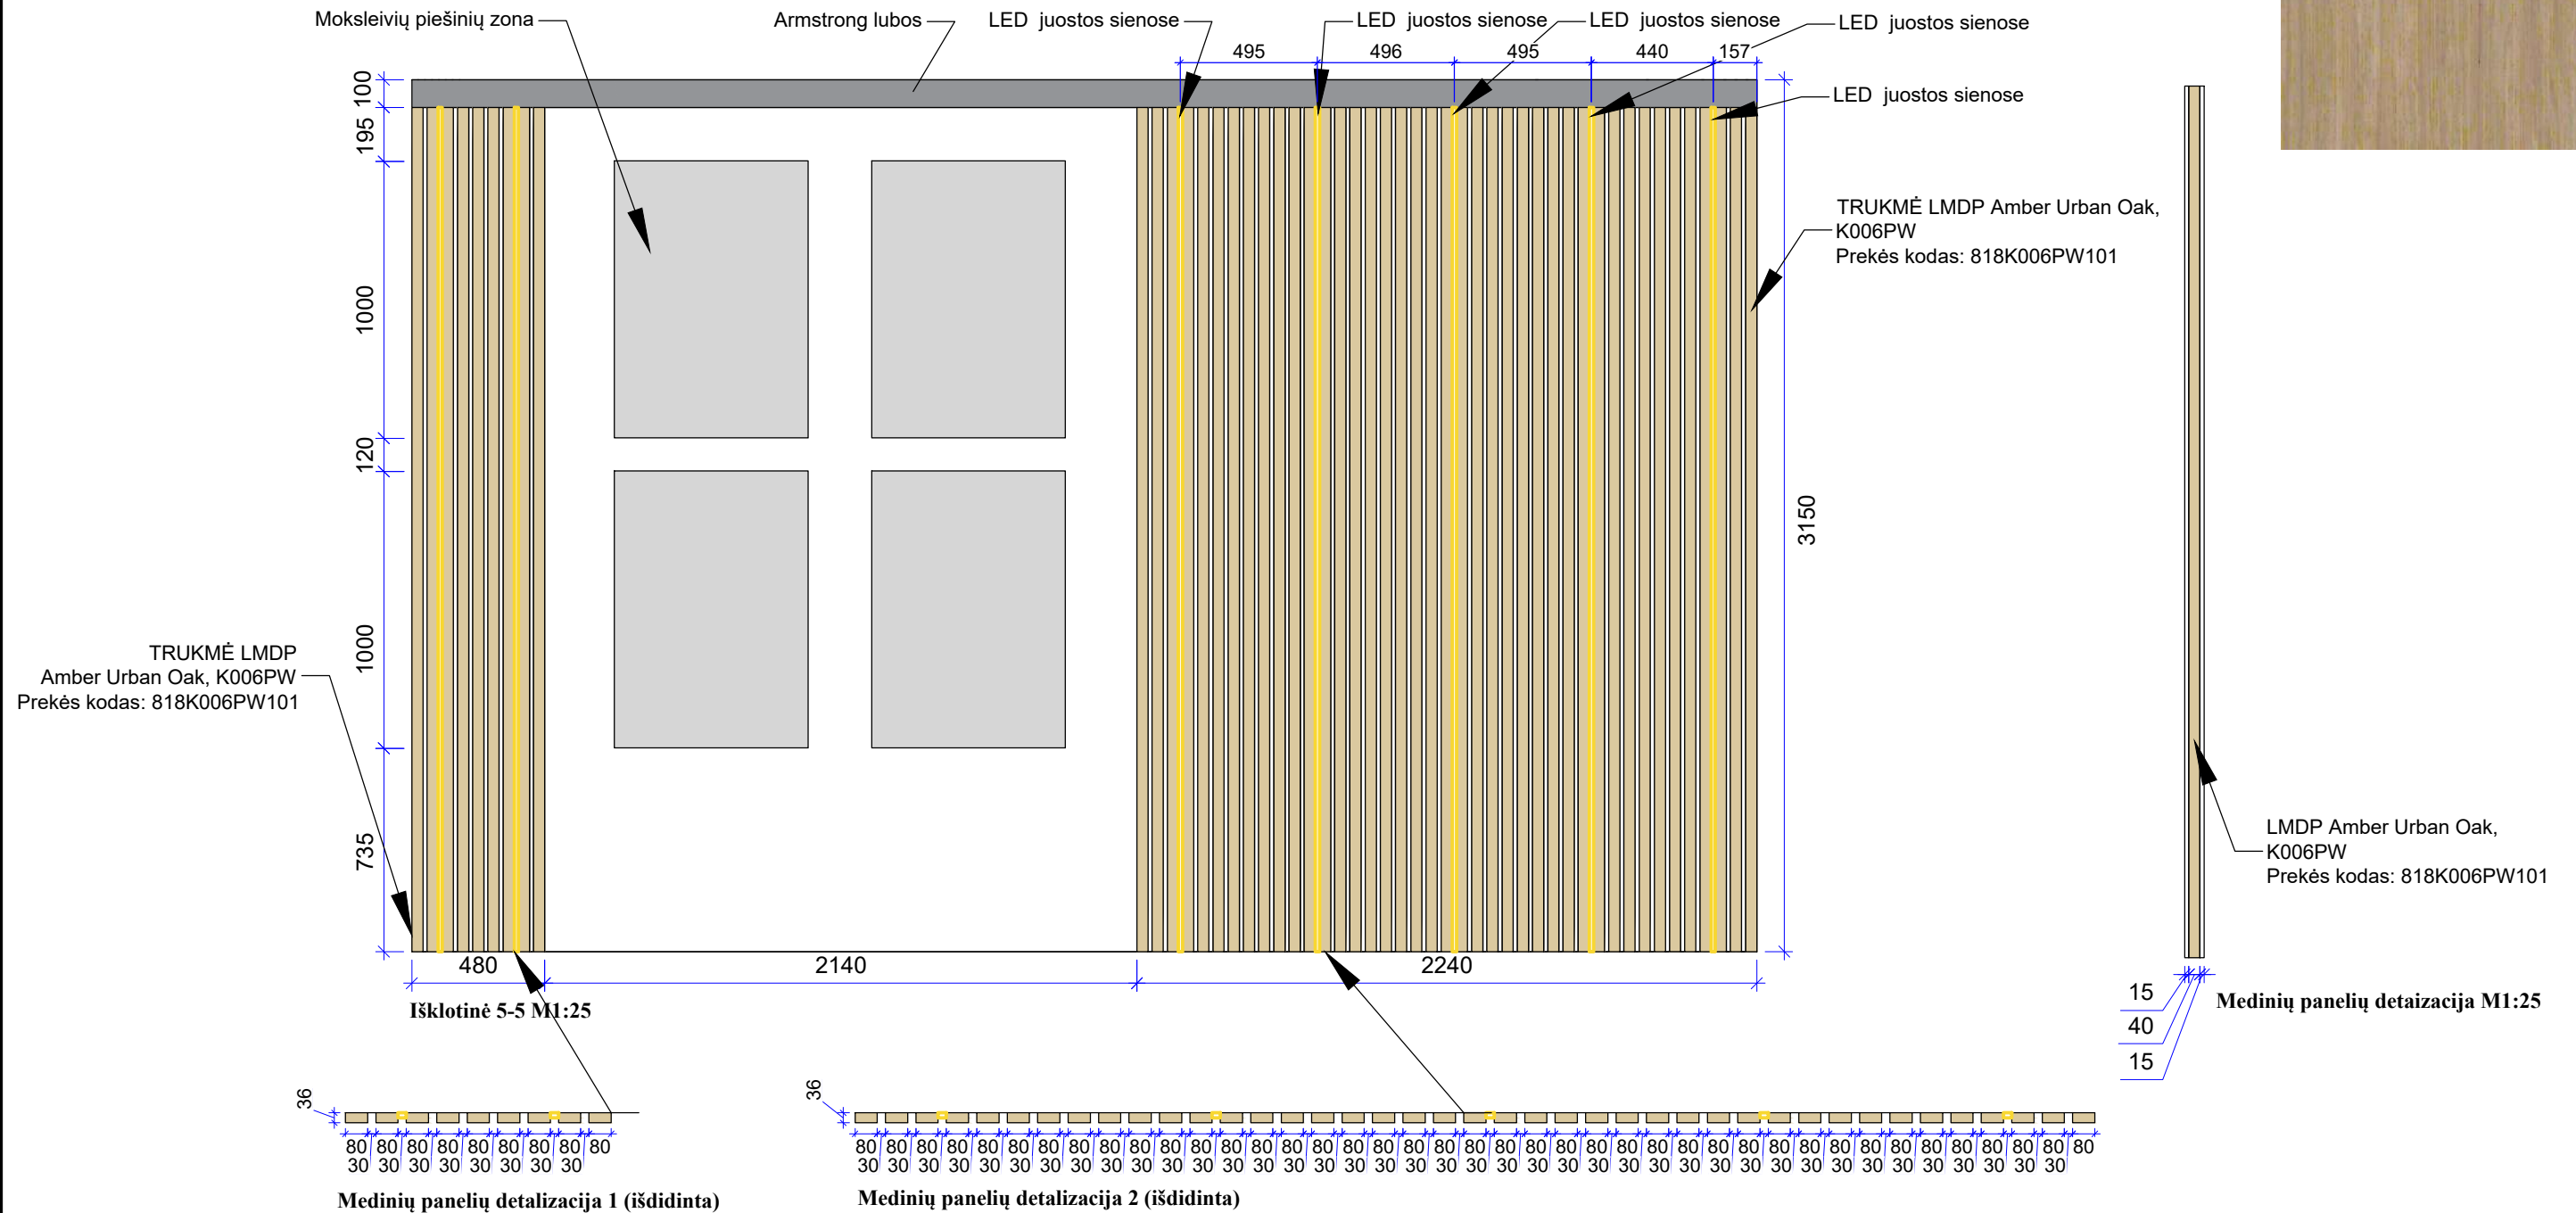 Moksleivių piešinių zona
Armstrong lubos
LED juostos sienose
LED juostos sienose
LED juostos sienose
LED juostos sienose
495 496 495 440 157
LED juostos sienose
100
195
1000
120
1000
735
3150
TRUKMĖ LMDP Amber Urban Oak,
K006PW
Prekės kodas: 818K006PW101
TRUKMĖ LMDP
Amber Urban Oak, K006PW
Prekės kodas: 818K006PW101
LMDP Amber Urban Oak,
K006PW
Prekės kodas: 818K006PW101
480 2140 2240
Išklotinė 5-5 M1:25
15
40
15
Medinių panelių detaizacija M1:25
36
80 80 80 80 80 80 80 80 80
30 30 30 30 30 30 30 30
Medinių panelių detalizacija 1 (išdidinta)
36
80 80 80 80 80 80 80 80 80 80 80 80 80 80 80 80 80 80 80 80 80 80 80 80 80 80 80 80 80 80 80 80 80 80 80 80 80 80 80 80 80
30 30 30 30 30 30 30 30 30 30 30 30 30 30 30 30 30 30 30 30 30 30 30 30 30 30 30 30 30 30 30 30 30 30 30 30 30 30 30 30
Medinių panelių detalizacija 2 (išdidinta)